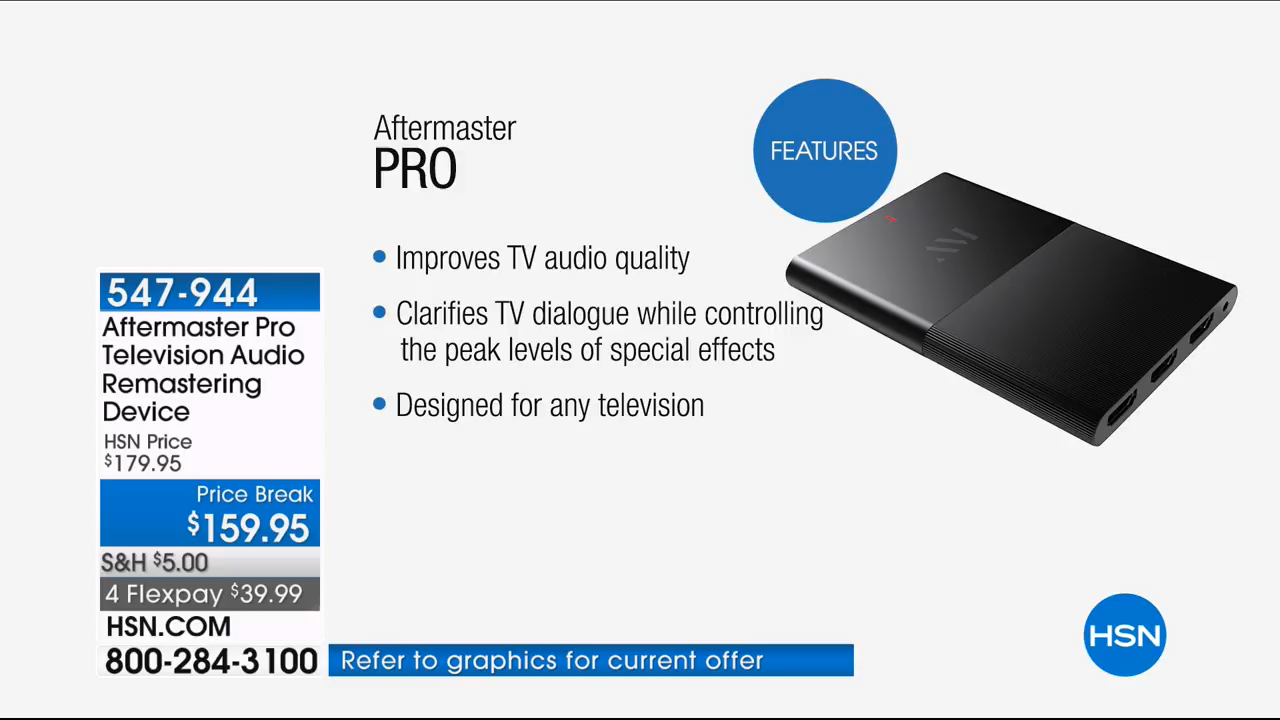 Aftermaster
PRO
FEATURES
• Improves TV audio quality
• Clarifies TV dialogue while controlling
the peak levels of special effects
• Designed for any television
547-944
Aftermaster Pro
Television Audio
Remastering
Device
HSN Price
$179.95
Price Break
$159.95
S&H $5.00
4 Flexpay $39.99
HSN.COM
800-284-3100
Refer to graphics for current offer
HSN